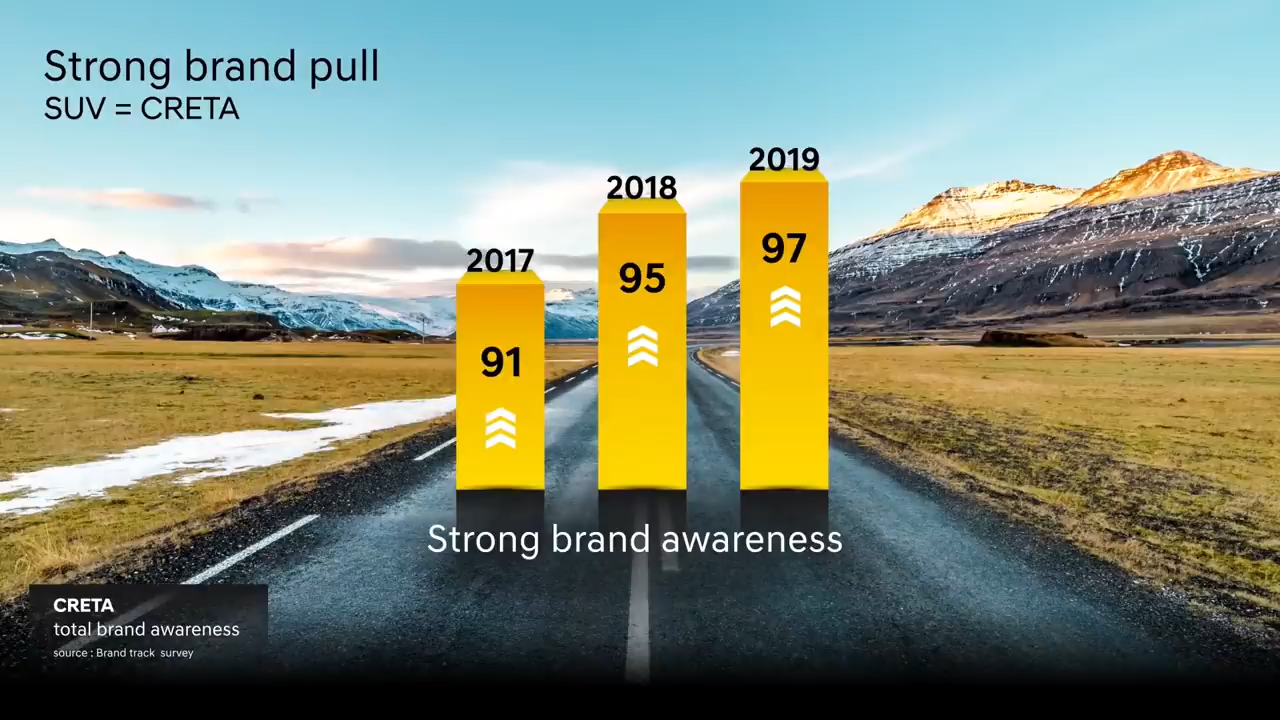 Strong brand pull
SUV = CRETA
2017
2018
2019
91
95
97
Strong brand awareness
CRETA
total brand awareness
source : Brand track survey